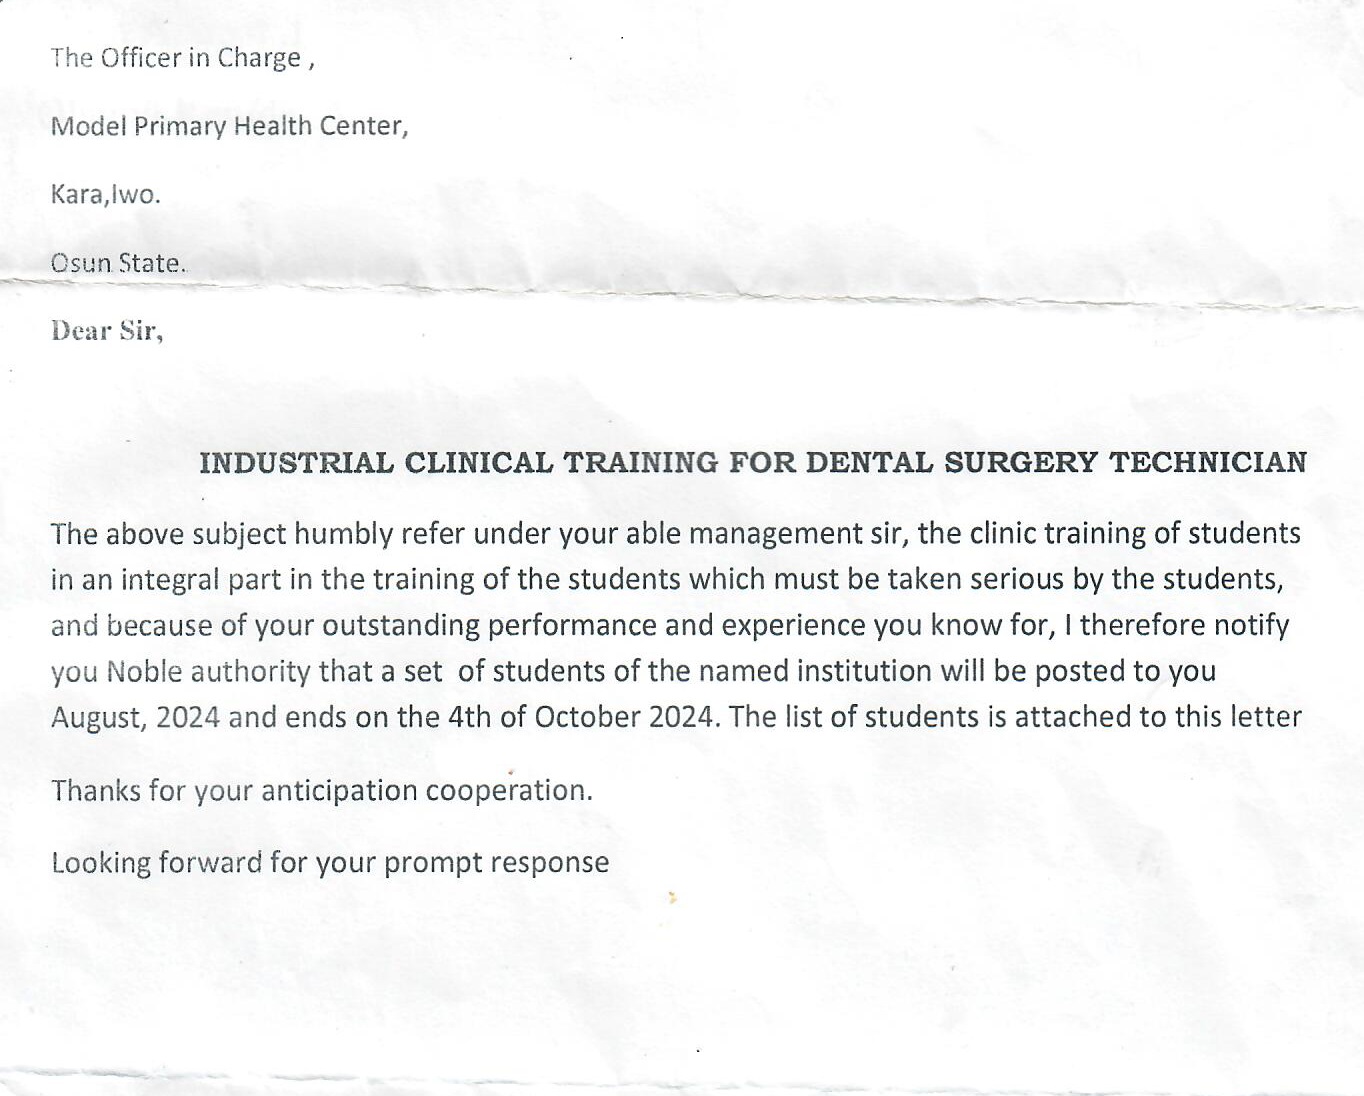 The Officer in Charge ,
Model Primary Health Center,
Kara,Iwo.
Osun State.
Dear Sir,
INDUSTRIAL CLINICAL TRAINING FOR DENTAL SURGERY TECHNICIAN
The above subject humbly refer under your able management sir, the clinic training of students
in an integral part in the training of the students which must be taken serious by the students,
and because of your outstanding performance and experience you know for, I therefore notify
you Noble authority that a set  of students of the named institution will be posted to you
August, 2024 and ends on the 4th of October 2024. The list of students is attached to this letter
Thanks for your anticipation cooperation.
Looking forward for your prompt response